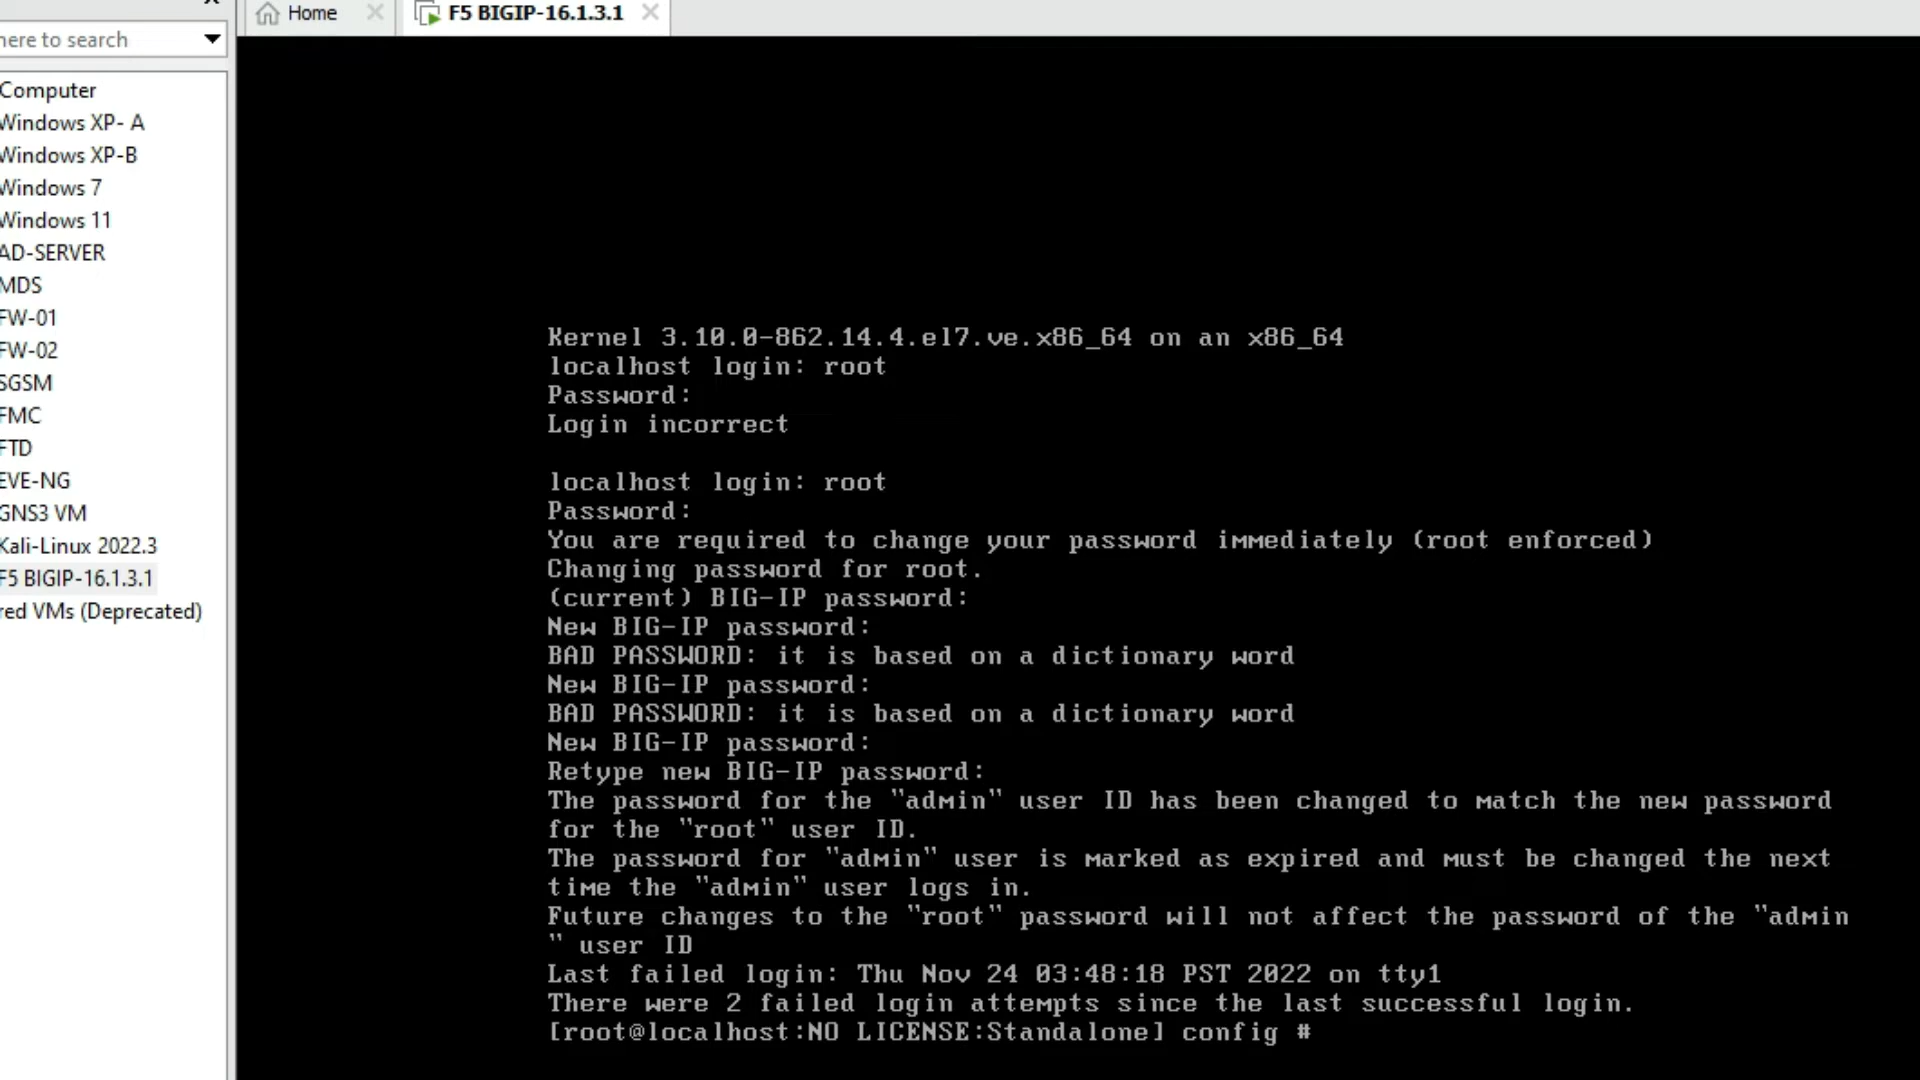 Home
F5 BIGIP-16.1.3.1
here to search
Computer
Windows XP- A
Windows XP-B
Windows 7
Windows 11
AD-SERVER
MDS
FW-01
FW-02
SGSM
FMC
FTD
EVE-NG
GNS3 VM
Kali-Linux 2022.3
F5 BIGIP-16.1.3.1
red VMs (Deprecated)
Kernel 3.10.0-862.14.4.el7.ve.x86_64 on an x86_64
localhost login: root
Password:
Login incorrect
localhost login: root
Password:
You are required to change your password immediately (root enforced)
Changing password for root.
(current) BIG-IP password:
New BIG-IP password:
BAD PASSWORD: it is based on a dictionary word
New BIG-IP password:
BAD PASSWORD: it is based on a dictionary word
New BIG-IP password:
Retype new BIG-IP password:
The password for the "admin" user ID has been changed to match the new password
for the "root" user ID.
The password for "admin" user is marked as expired and must be changed the next
time the "admin" user logs in.
Future changes to the "root" password will not affect the password of the "admin
" user ID
Last failed login: Thu Nov 24 03:48:18 PST 2022 on tty1
There were 2 failed login attempts since the last successful login.
[root@localhost:NO LICENSE:Standalone] config #